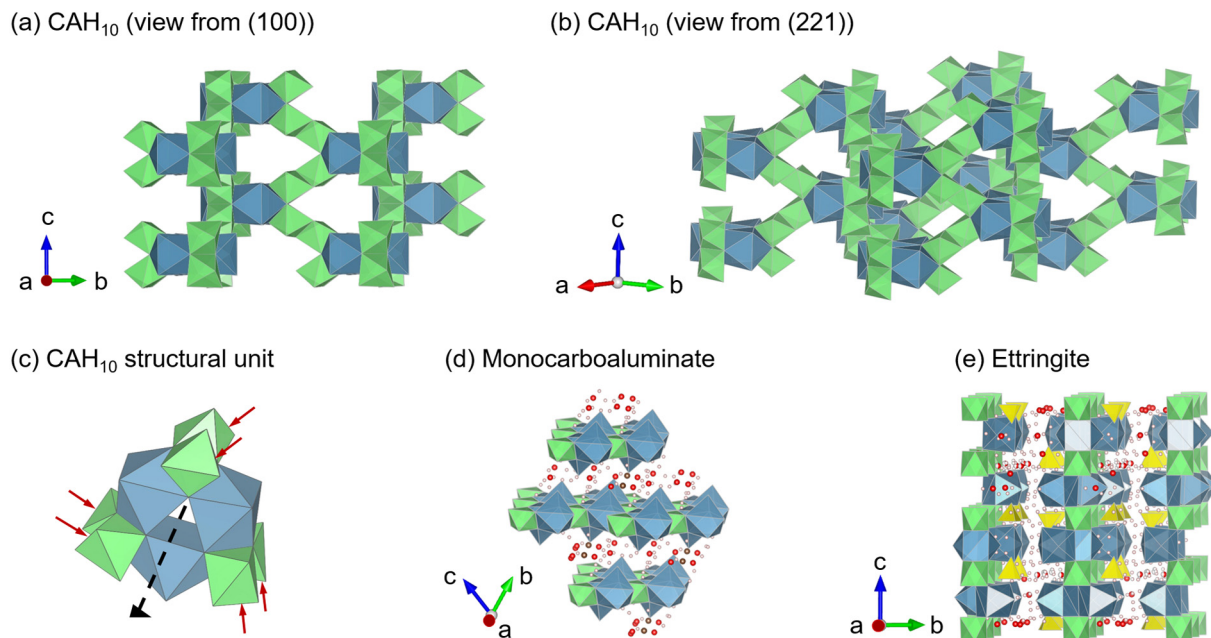 (a) CAH₁₀ (view from (100))
(b) CAH₁₀ (view from (221))
c
a
b
c
a
b
(c) CAH₁₀ structural unit
(d) Monocarboaluminate
(e) Ettringite
c
b
a
c
a
b